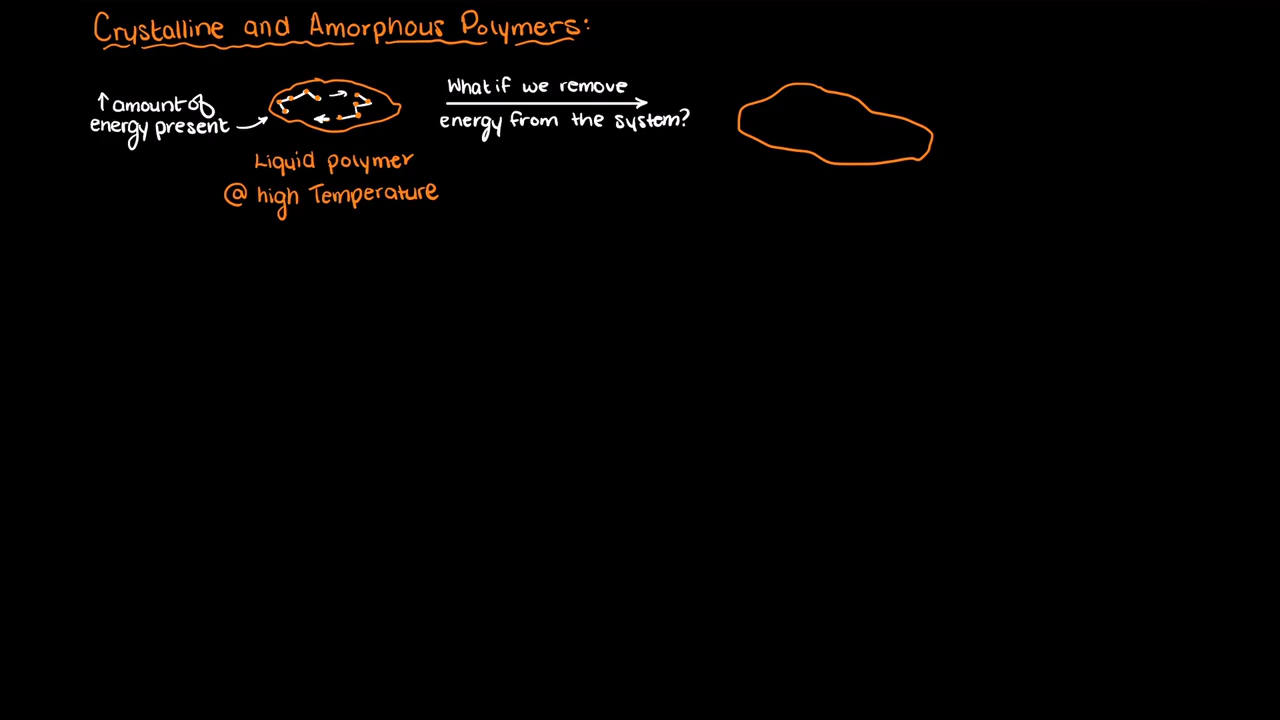 Crystalline and Amorphous Polymers:
↑ amount of
energy present
Liquid polymer
@ high Temperature
What if we remove
energy from the system?